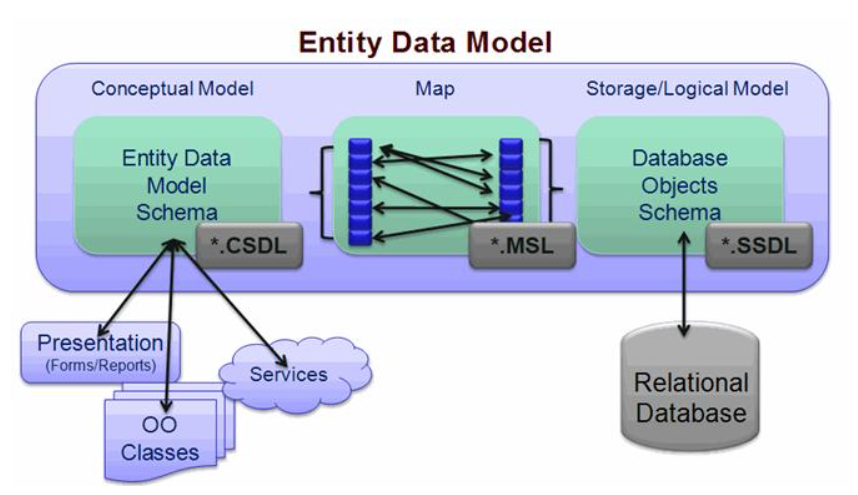 Entity Data Model
Conceptual Model
Map
Storage/Logical Model
Entity Data
Model
Schema
*.CSDL
*.MSL
Database
Objects
Schema
*.SSDL
Presentation
(Forms/Reports)
OO
Classes
Services
Relational
Database